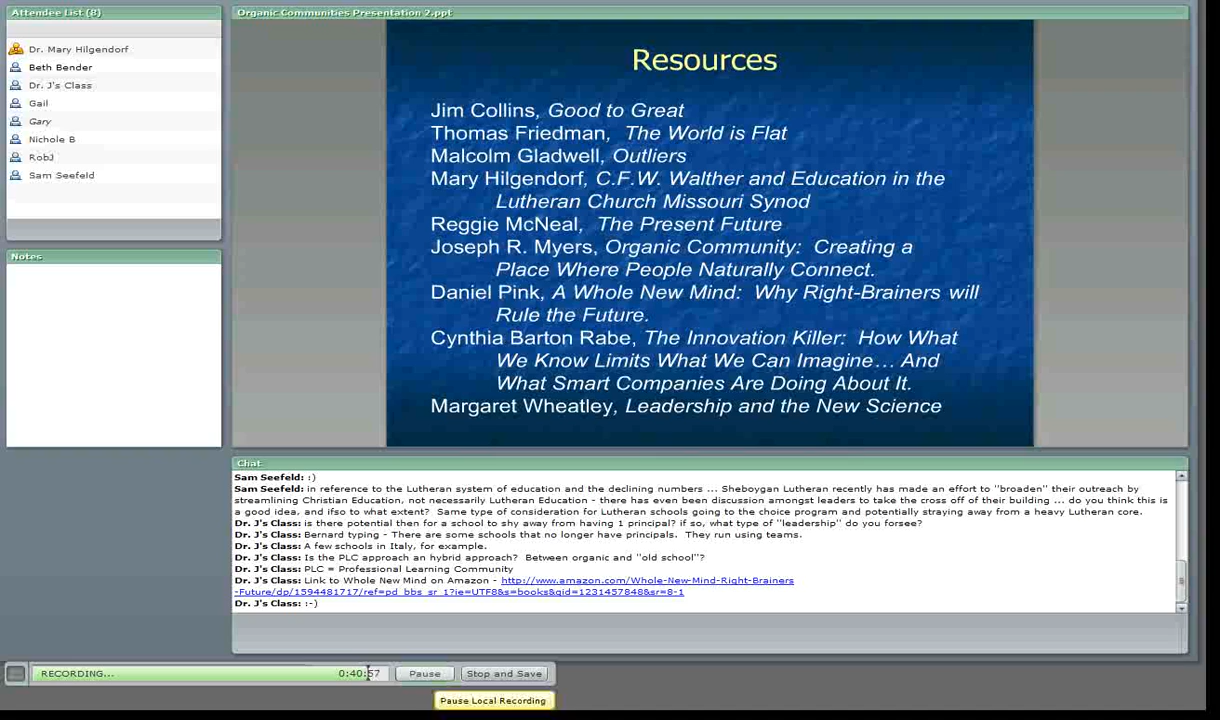 Attendee List (8)
Dr. Mary Hilgendorf
Beth Bender
Dr. J's Class
Gail
Gary
Nichole B
RobJ
Sam Seefeld
Notes
Organic Communities Presentation 2.ppt
Resources
Jim Collins, Good to Great
Thomas Friedman, The World is Flat
Malcolm Gladwell, Outliers
Mary Hilgendorf, C.F.W. Walther and Education in the
Lutheran Church Missouri Synod
Reggie McNeal, The Present Future
Joseph R. Myers, Organic Community: Creating a
Place Where People Naturally Connect.
Daniel Pink, A Whole New Mind: Why Right-Brainers will
Rule the Future.
Cynthia Barton Rabe, The Innovation Killer: How What
We Know Limits What We Can Imagine... And
What Smart Companies Are Doing About It.
Margaret Wheatley, Leadership and the New Science
Chat
Sam Seefeld: :)
Sam Seefeld: in reference to the Lutheran system of education and the declining numbers ... Sheboygan Lutheran recently has made an effort to "broaden" their outreach by
streamlining Christian Education, not necessarily Lutheran Education - there has even been discussion amongst leaders to take the cross off of their building ... do you think this is
a good idea, and ifso to what extent? Same type of consideration for Lutheran schools going to the choice program and potentially straying away from a heavy Lutheran core.
Dr. J's Class: is there potential then for a school to shy away from having 1 principal? if so, what type of "leadership" do you forsee?
Dr. J's Class: Bernard typing - There are some schools that no longer have principals. They run using teams.
Dr. J's Class: A few schools in Italy, for example.
Dr. J's Class: Is the PLC approach an hybrid approach? Between organic and "old school"?
Dr. J's Class: PLC = Professional Learning Community
Dr. J's Class: Link to Whole New Mind on Amazon - http://www.amazon.com/Whole-New-Mind-Right-Brainers
-Future/dp/1594481717/ref=pd_bbs_sr_1?ie=UTF8&s=books&qid=1231457848&sr=8-1
Dr. J's Class: :-)
RECORDING... 0:40:57 Pause Stop and Save
Pause Local Recording